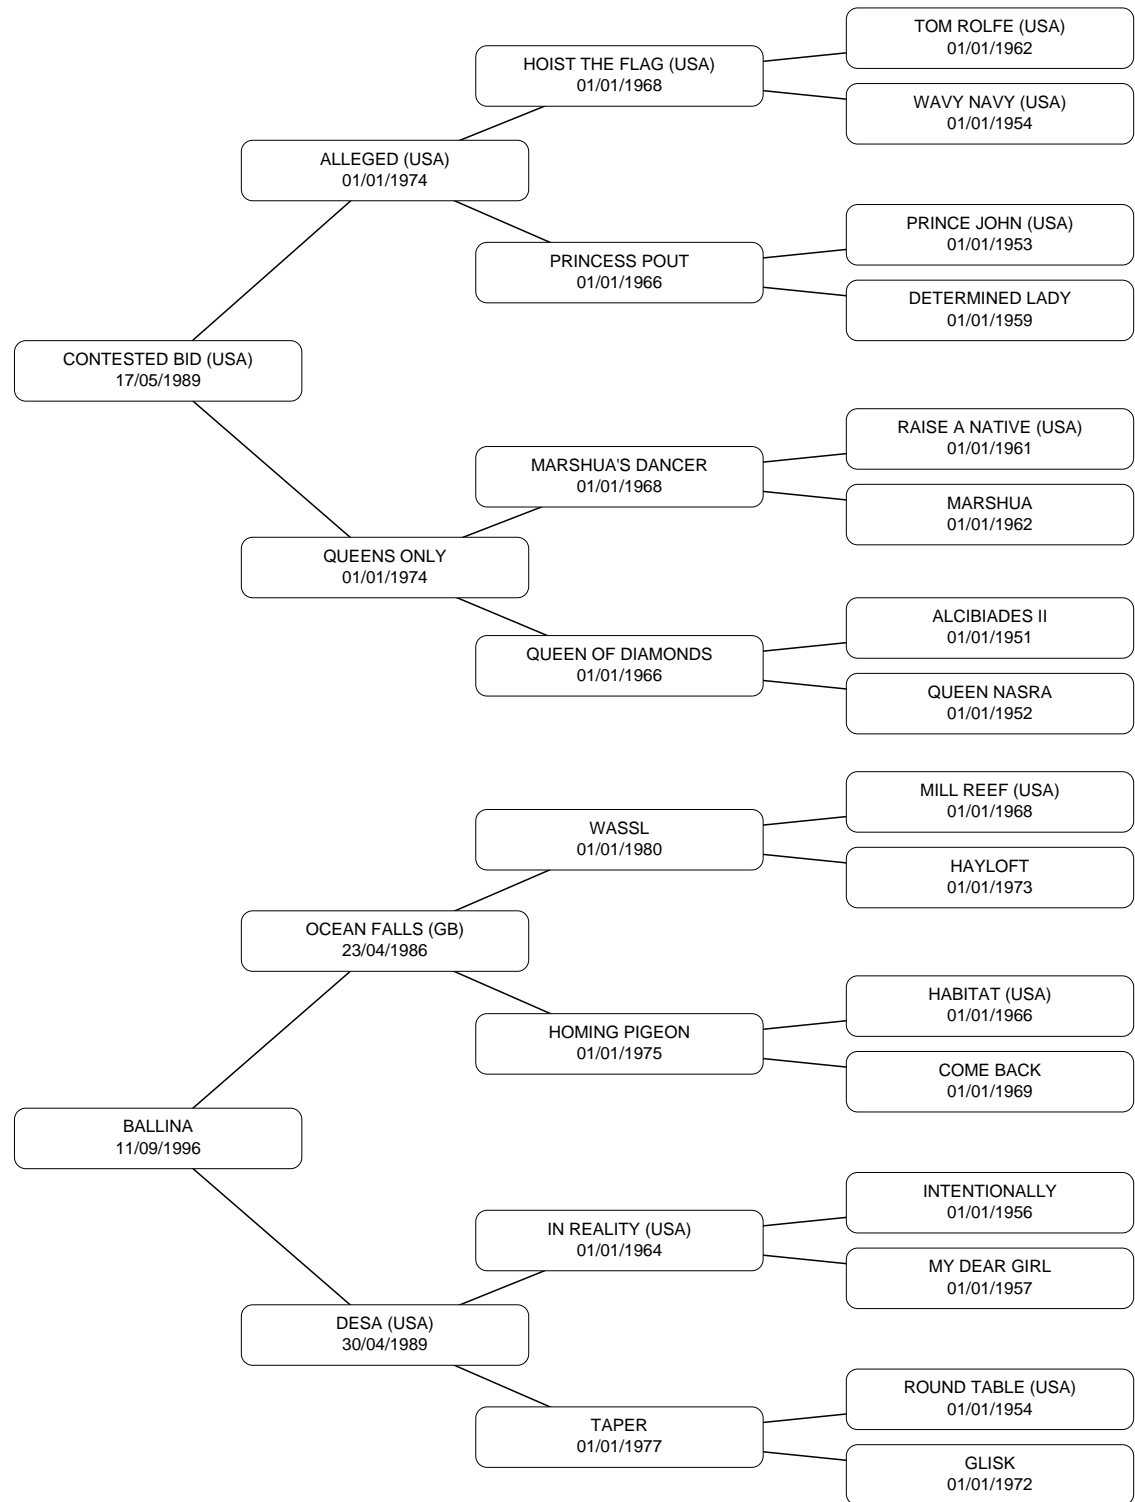 TOM ROLFE (USA)
01/01/1962
HOIST THE FLAG (USA)
01/01/1968
WAVY NAVY (USA)
01/01/1954
ALLEGED (USA)
01/01/1974
PRINCE JOHN (USA)
01/01/1953
PRINCESS POUT
01/01/1966
DETERMINED LADY
01/01/1959
CONTESTED BID (USA)
17/05/1989
RAISE A NATIVE (USA)
01/01/1961
MARSHUA'S DANCER
01/01/1968
MARSHUA
01/01/1962
QUEENS ONLY
01/01/1974
ALCIBIADES II
01/01/1951
QUEEN OF DIAMONDS
01/01/1966
QUEEN NASRA
01/01/1952
MILL REEF (USA)
01/01/1968
WASSL
01/01/1980
HAYLOFT
01/01/1973
OCEAN FALLS (GB)
23/04/1986
HABITAT (USA)
01/01/1966
HOMING PIGEON
01/01/1975
COME BACK
01/01/1969
BALLINA
11/09/1996
INTENTIONALLY
01/01/1956
IN REALITY (USA)
01/01/1964
MY DEAR GIRL
01/01/1957
DESA (USA)
30/04/1989
ROUND TABLE (USA)
01/01/1954
TAPER
01/01/1977
GLISK
01/01/1972